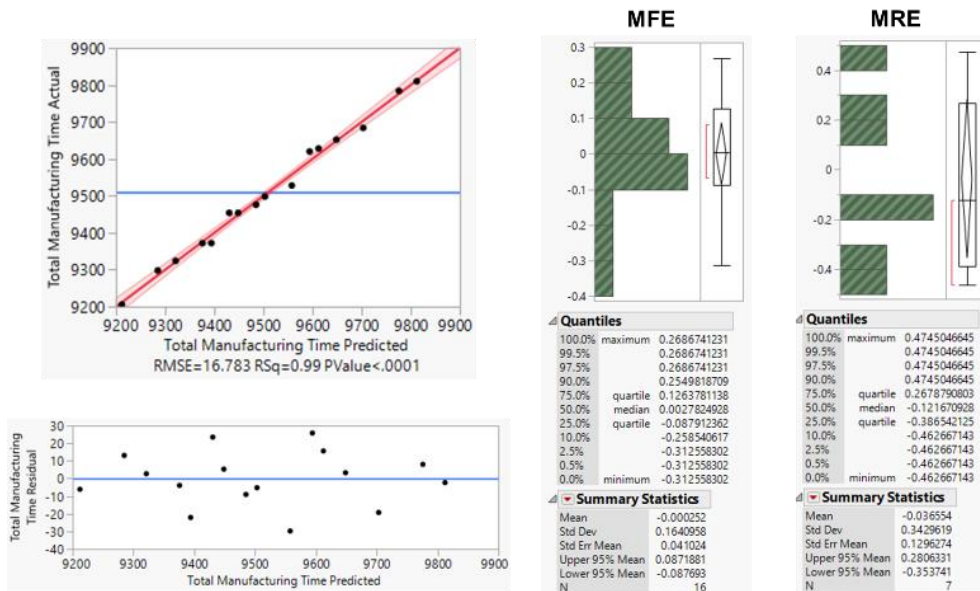 MFE
MRE
9900
9800
9700
9600
9500
9400
9300
9200
Total Manufacturing Time Actual
9200 9300 9400 9500 9600 9700 9800 9900
Total Manufacturing Time Predicted
RMSE=16.783 RSq=0.99 PValue<.0001
30
20
10
0
-10
-20
-30
-40
Total Manufacturing
Time Residual
9200 9300 9400 9500 9600 9700 9800 9900
Total Manufacturing Time Predicted
0.3
0.2
0.1
0
-0.1
-0.2
-0.3
-0.4
Quantiles
100.0% maximum 0.2686741231
99.5% 0.2686741231
97.5% 0.2686741231
90.0% 0.2549818709
75.0% quartile 0.1263781138
50.0% median 0.0027824928
25.0% quartile -0.087912362
10.0% -0.258540617
2.5% -0.312558302
0.5% -0.312558302
0.0% minimum -0.312558302
Summary Statistics
Mean -0.000252
Std Dev 0.1640958
Std Err Mean 0.041024
Upper 95% Mean 0.0871881
Lower 95% Mean -0.087693
N 16
0.4
0.2
0
-0.2
-0.4
Quantiles
100.0% maximum 0.4745046645
99.5% 0.4745046645
97.5% 0.4745046645
90.0% 0.4745046645
75.0% quartile 0.2678790803
50.0% median -0.121670928
25.0% quartile -0.386542125
10.0% -0.462667143
2.5% -0.462667143
0.5% -0.462667143
0.0% minimum -0.462667143
Summary Statistics
Mean -0.036554
Std Dev 0.3429619
Std Err Mean 0.1296274
Upper 95% Mean 0.2806331
Lower 95% Mean -0.353741
N 7